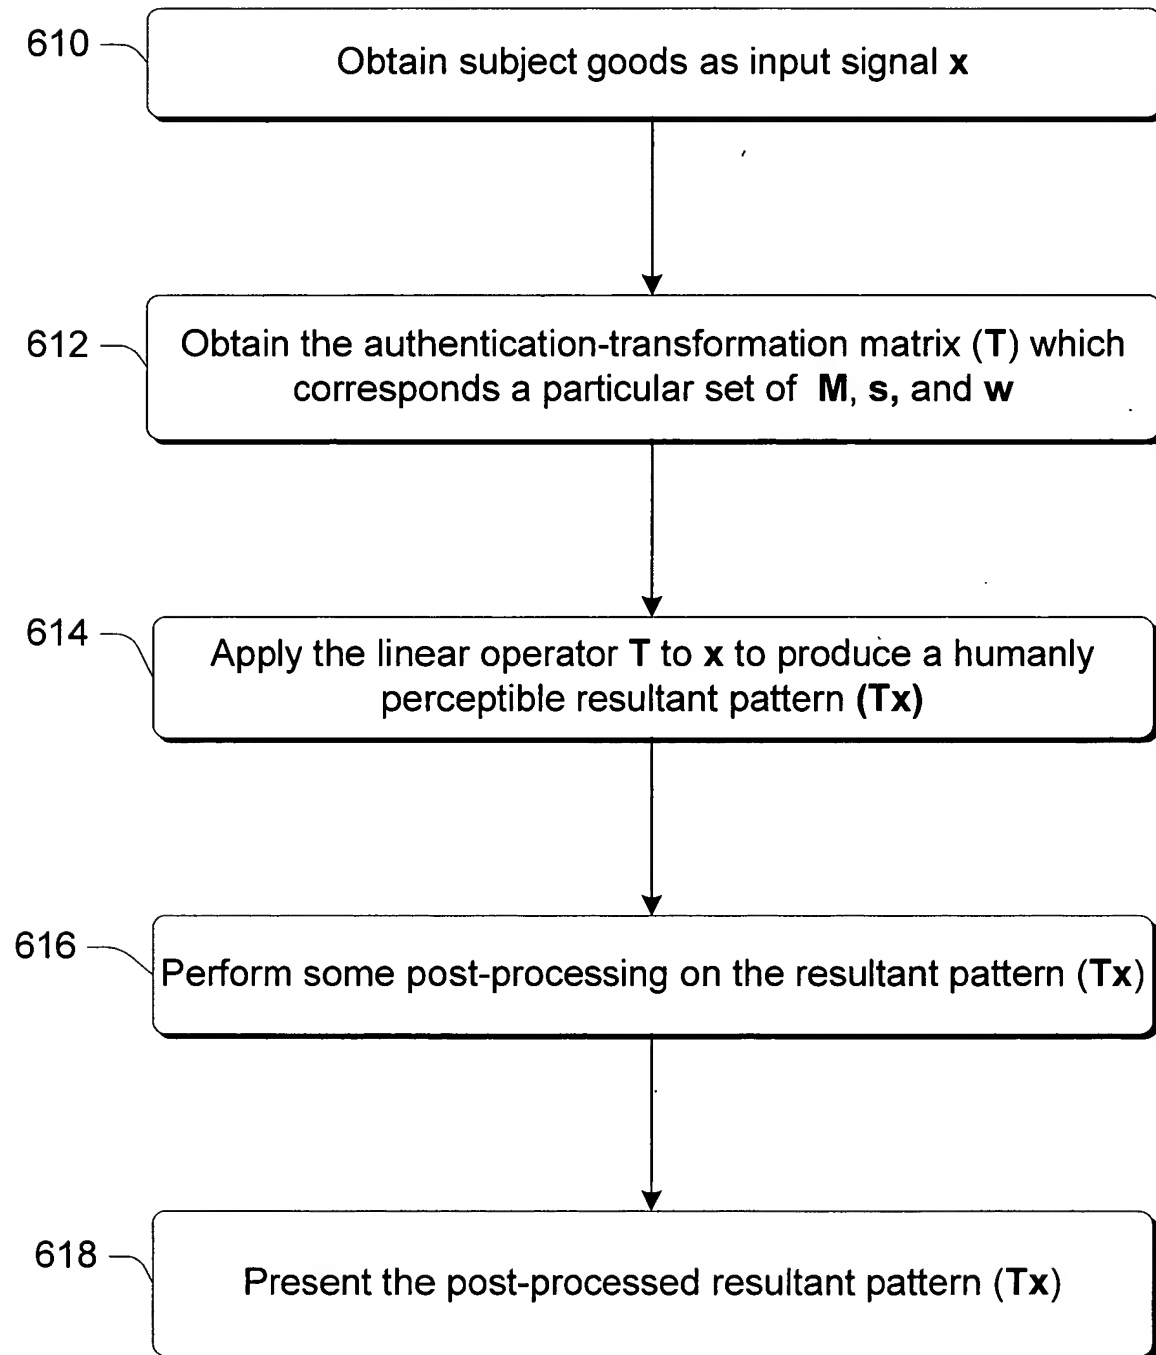 610
Obtain subject goods as input signal x
612
Obtain the authentication-transformation matrix (T) which
corresponds a particular set of M, s, and w
614
Apply the linear operator T to x to produce a humanly
perceptible resultant pattern (Tx)
616
Perform some post-processing on the resultant pattern (Tx)
618
Present the post-processed resultant pattern (Tx)